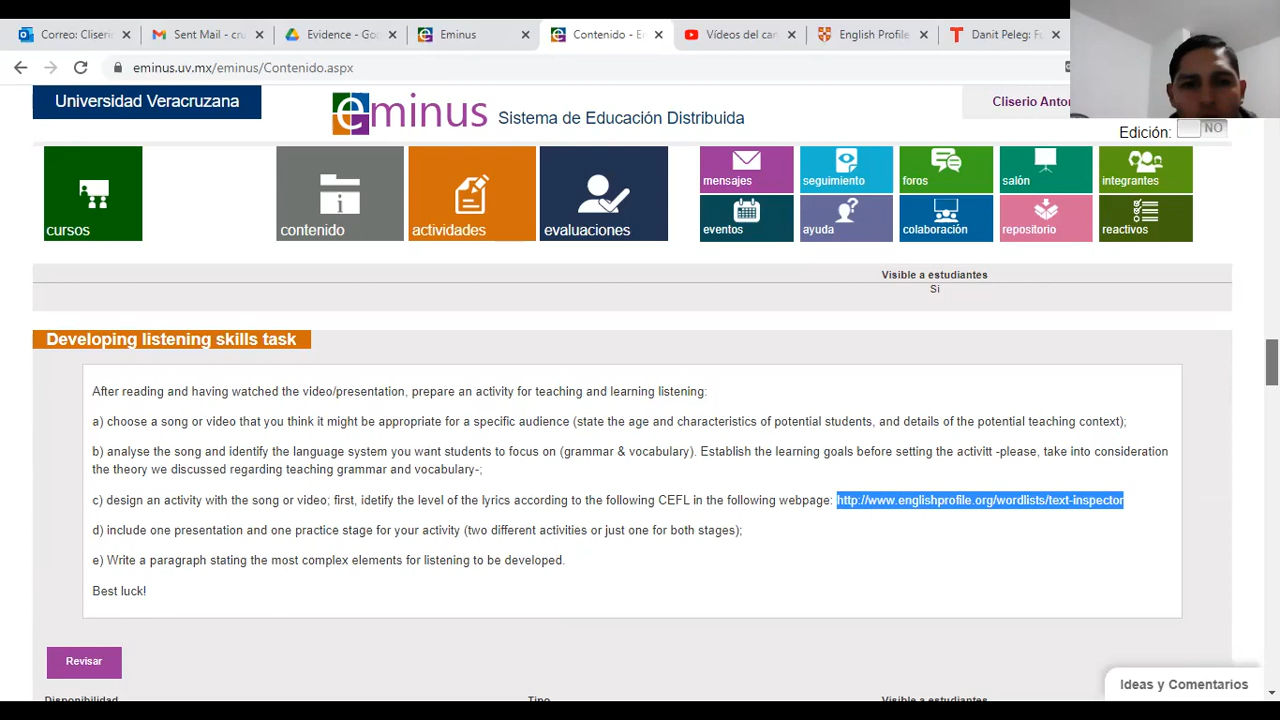 Correo: Cliserio
Sent Mail - ciu
Evidence - Goo
Eminus
Contenido - E
Vídeos del can
English Profile
Danit Peleg: Fo
eminus.uv.mx/eminus/Contenido.aspx
Universidad Veracruzana
eminus
Sistema de Educación Distribuida
Cliserio Anton
Edición:
NO
cursos
contenido
actividades
evaluaciones
mensajes
seguimiento
foros
salón
integrantes
eventos
ayuda
colaboración
repositorio
reactivos
Visible a estudiantes
Si
Developing listening skills task
After reading and having watched the video/presentation, prepare an activity for teaching and learning listening:
a) choose a song or video that you think it might be appropriate for a specific audience (state the age and characteristics of potential students, and details of the potential teaching context);
b) analyse the song and identify the language system you want students to focus on (grammar & vocabulary). Establish the learning goals before setting the activitt -please, take into consideration
the theory we discussed regarding teaching grammar and vocabulary-;
c) design an activity with the song or video; first, idetify the level of the lyrics according to the following CEFL in the following webpage: http://www.englishprofile.org/wordlists/text-inspector
d) include one presentation and one practice stage for your activity (two different activities or just one for both stages);
e) Write a paragraph stating the most complex elements for listening to be developed.
Best luck!
Revisar
Disponibilidad
Tipo
Visible a estudiantes
Ideas y Comentarios